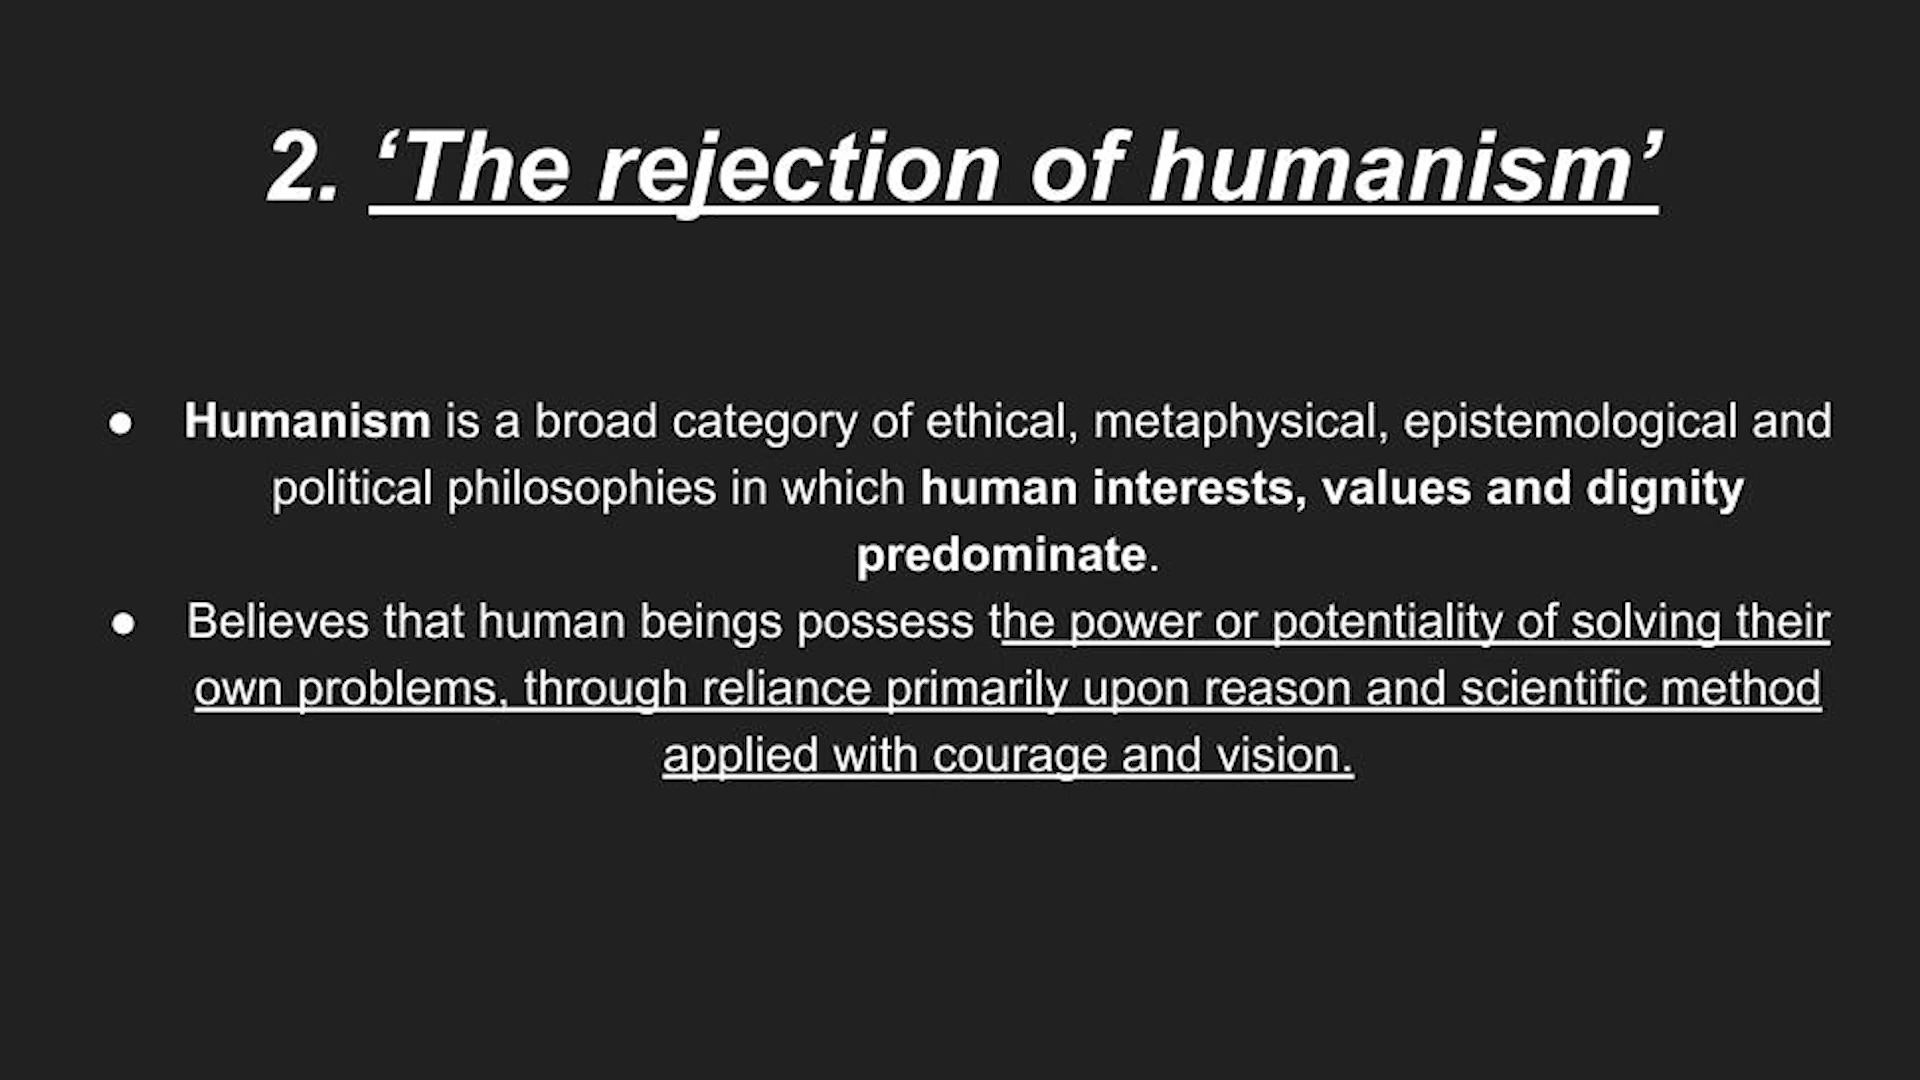 2. ‘The rejection of humanism’
● Humanism is a broad category of ethical, metaphysical, epistemological and
political philosophies in which human interests, values and dignity
predominate.
● Believes that human beings possess the power or potentiality of solving their
own problems, through reliance primarily upon reason and scientific method
applied with courage and vision.